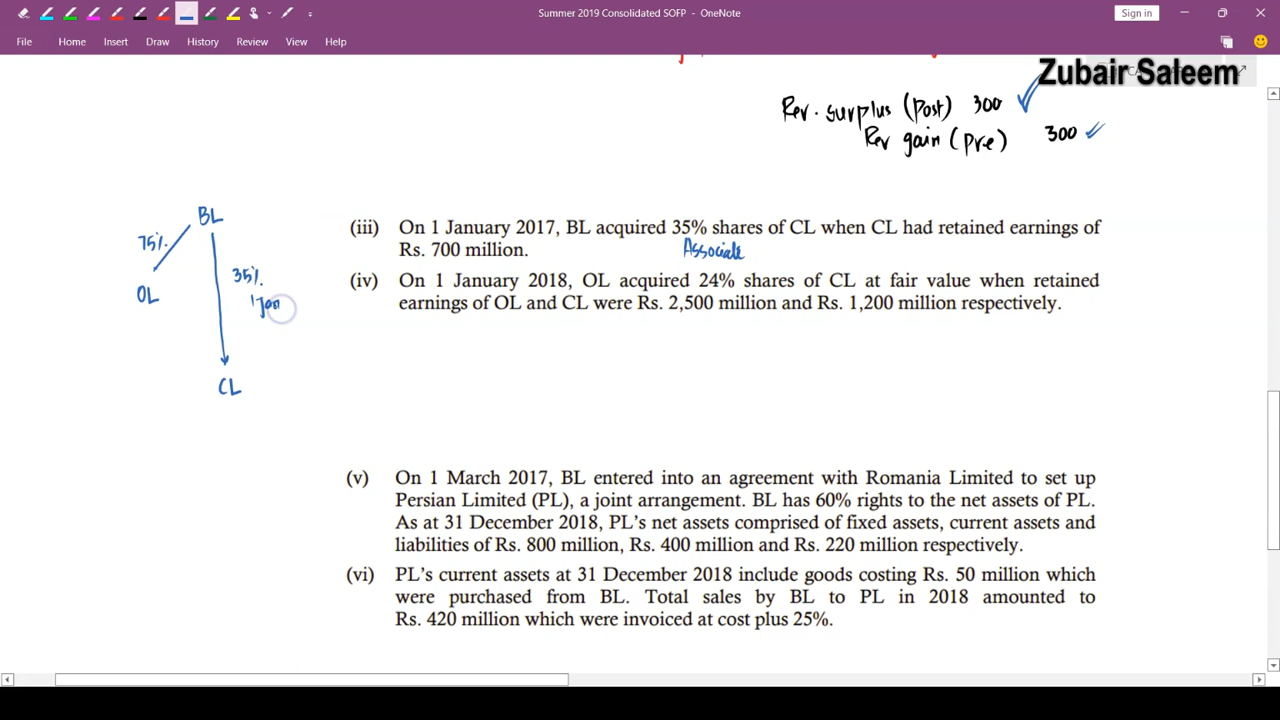 Summer 2019 Consolidated SOFP - OneNote
Sign in
File Home Insert Draw History View Help
Zubair Saleem
Rev. surplus (post) 300
Rev gain (pre) 300
BL
75%.
OL
35%.
1 Jan
CL
(iii) On 1 January 2017, BL acquired 35% shares of CL when CL had retained earnings of
Rs. 700 million.
Associate
(iv) On 1 January 2018, OL acquired 24% shares of CL at fair value when retained
earnings of OL and CL were Rs. 2,500 million and Rs. 1,200 million respectively.
(v) On 1 March 2017, BL entered into an agreement with Romania Limited to set up
Persian Limited (PL), a joint arrangement. BL has 60% rights to the net assets of PL.
As at 31 December 2018, PL's net assets comprised of fixed assets, current assets and
liabilities of Rs. 800 million, Rs. 400 million and Rs. 220 million respectively.
(vi) PL's current assets at 31 December 2018 include goods costing Rs. 50 million which
were purchased from BL. Total sales by BL to PL in 2018 amounted to
Rs. 420 million which were invoiced at cost plus 25%.